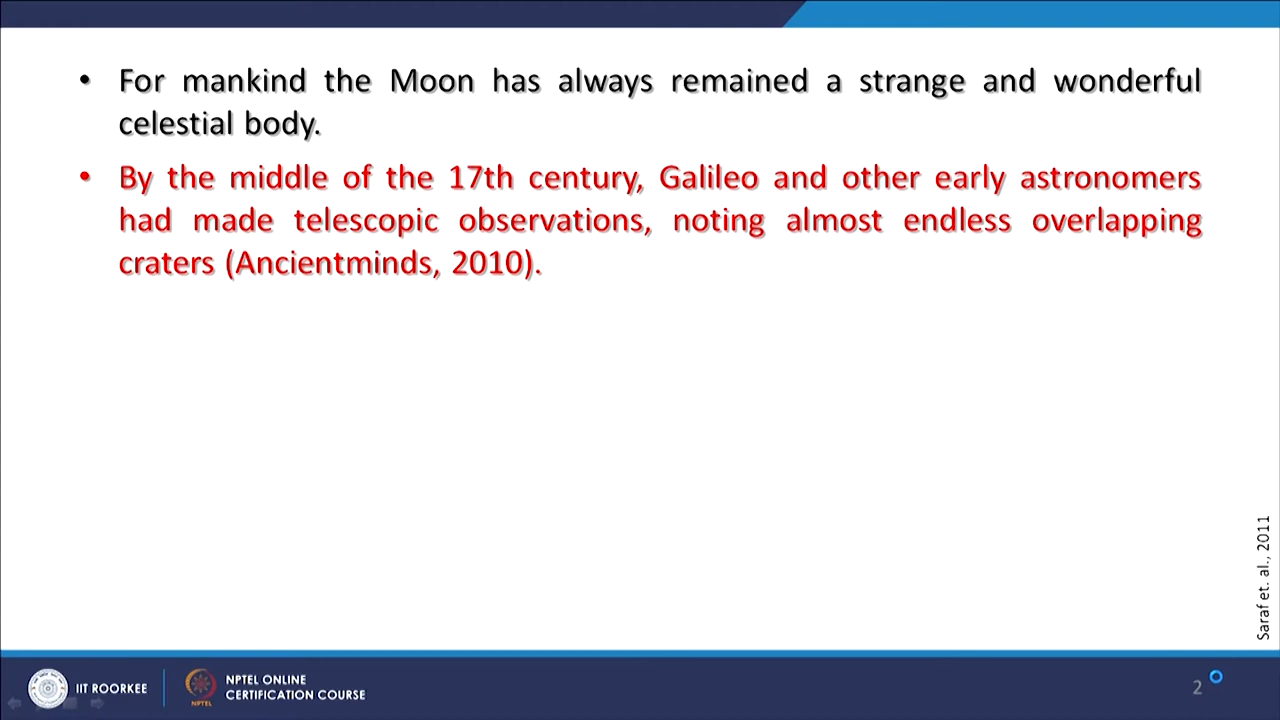 • For mankind the Moon has always remained a strange and wonderful
celestial body.
• By the middle of the 17th century, Galileo and other early astronomers
had made telescopic observations, noting almost endless overlapping
craters (Ancientminds, 2010).
Saraf et. al., 2011
IIT ROORKEE
NPTEL
NPTEL ONLINE
CERTIFICATION COURSE
2